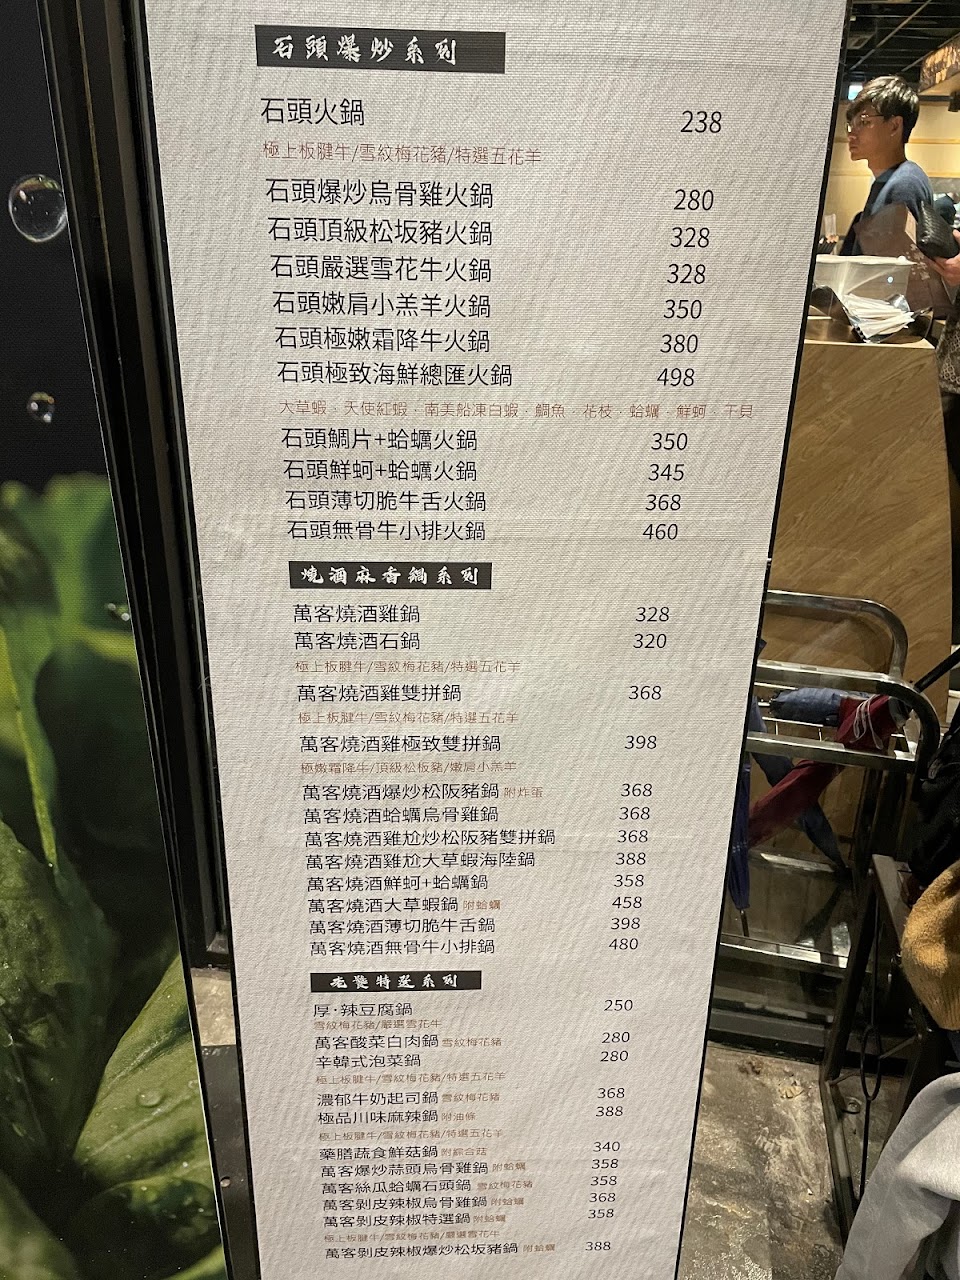 石頭爆炒系列
石頭火鍋 238
極上板腱牛/雪紋梅花豬/特選五花羊
石頭爆炒烏骨雞火鍋 280
石頭頂級松坂豬火鍋 328
石頭嚴選雪花牛火鍋 328
石頭嫩肩小羔羊火鍋 350
石頭極嫩霜降牛火鍋 380
石頭極致海鮮總匯火鍋 498
大草蝦．天使紅蝦．南美船凍白蝦．鯛魚．花枝．蛤蠣．鮮蚵．干貝
石頭鯛片+蛤蠣火鍋 350
石頭鮮蚵+蛤蠣火鍋 345
石頭薄切脆牛舌火鍋 368
石頭無骨牛小排火鍋 460
燒酒麻香鍋系列
萬客燒酒雞鍋 328
萬客燒酒石鍋 320
極上板腱牛/雪紋梅花豬/特選五花羊
萬客燒酒雞雙拼鍋 368
極上板腱牛/雪紋梅花豬/特選五花羊
萬客燒酒雞極致雙拼鍋 398
極嫩霜降牛/頂級松板豬/嫩肩小羔羊
萬客燒酒爆炒松阪豬鍋 附炸蛋 368
萬客燒酒蛤蠣烏骨雞鍋 368
萬客燒酒雞尬炒松阪豬雙拼鍋 368
萬客燒酒雞尬大草蝦海陸鍋 388
萬客燒酒鮮蚵+蛤蠣鍋 358
萬客燒酒大草蝦鍋 附蛤蠣 458
萬客燒酒薄切脆牛舌鍋 398
萬客燒酒無骨牛小排鍋 480
老饕特選系列
厚·辣豆腐鍋 250
雪紋梅花豬/嚴選雪花牛
萬客酸菜白肉鍋 雪紋梅花豬 280
辛韓式泡菜鍋 280
極上板腱牛/雪紋梅花豬/特選五花羊
濃郁牛奶起司鍋 雪紋梅花豬 368
極品川味麻辣鍋 附油條 388
極上板腱牛/雪紋梅花豬/特選五花羊
藥膳蔬食鮮菇鍋 附綜合菇 340
萬客爆炒蒜頭烏骨雞鍋 附蛤蠣 358
萬客絲瓜蛤蠣石頭鍋 雪紋梅花豬 358
萬客剝皮辣椒烏骨雞鍋 附蛤蠣 368
萬客剝皮辣椒特選鍋 附蛤蠣 358
極上板腱牛/雪紋梅花豬/嚴選雪花牛
萬客剝皮辣椒爆炒松坂豬鍋 附蛤蠣 388